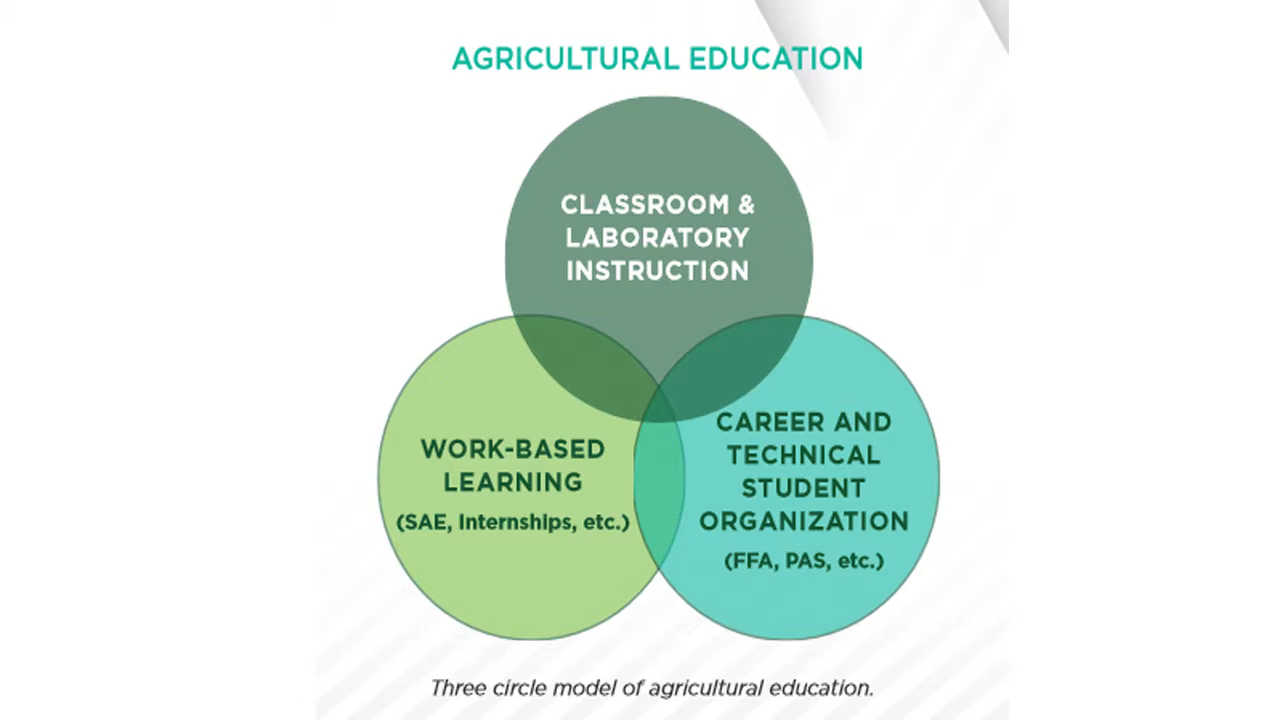 AGRICULTURAL EDUCATION
CLASSROOM &
LABORATORY
INSTRUCTION
WORK-BASED
LEARNING
(SAE, Internships, etc.)
CAREER AND
TECHNICAL
STUDENT
ORGANIZATION
(FFA, PAS, etc.)
Three circle model of agricultural education.